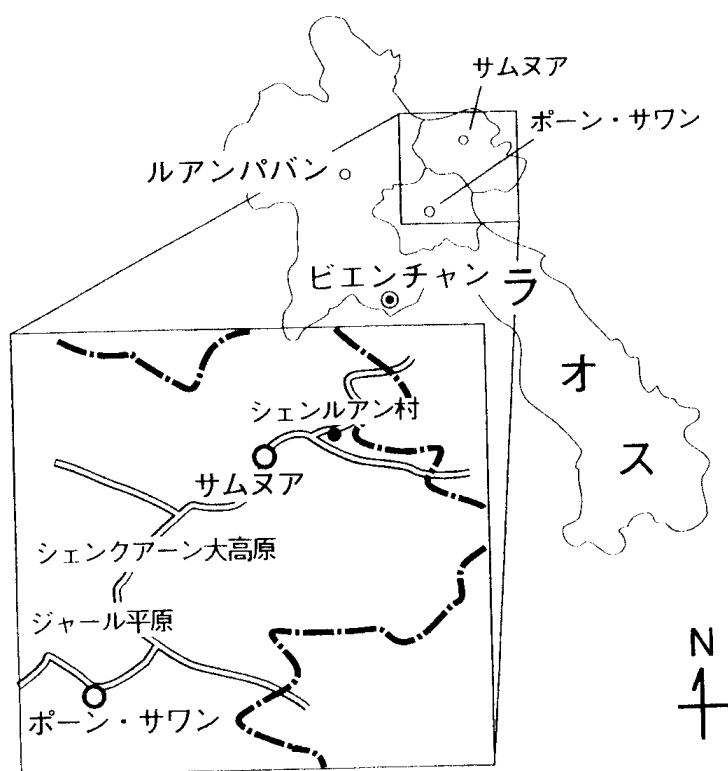 サムヌア
ポーン・サワン
ルアンパバン
ビエンチャン
ラオス
シェンルアン村
サムヌア
シェンクアーン大高原
ジャール平原
ポーン・サワン
N